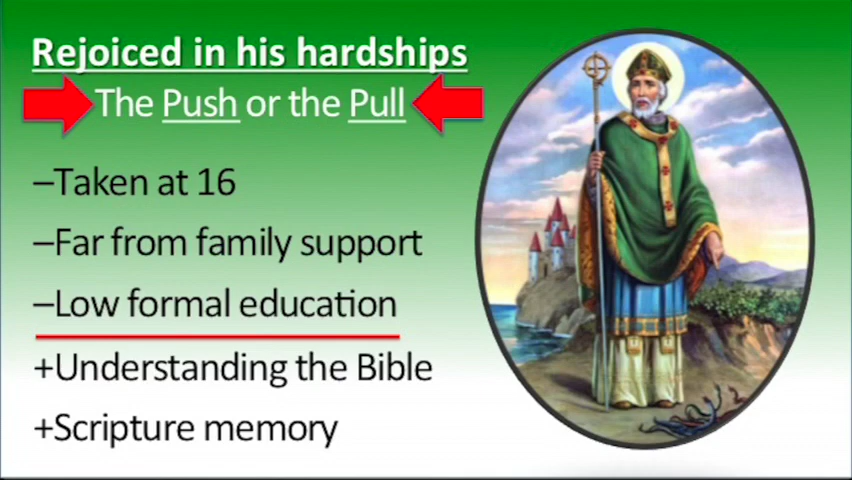 Rejoiced in his hardships
The Push or the Pull
–Taken at 16
–Far from family support
–Low formal education
+Understanding the Bible
+Scripture memory